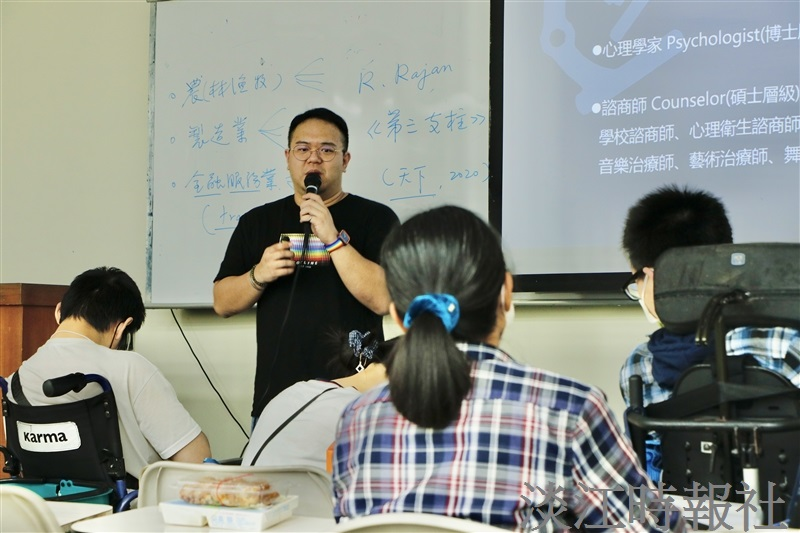 農(林漁牧)
R. Rajan
製造業
《第三支柱》
金融服務業
(天下, 2020)
(tra
心理學家 Psychologist(博士層
諮商師 Counselor(碩士層級)
學校諮商師、心理衛生諮商師
音樂治療師、藝術治療師、舞
karma
淡江時報社